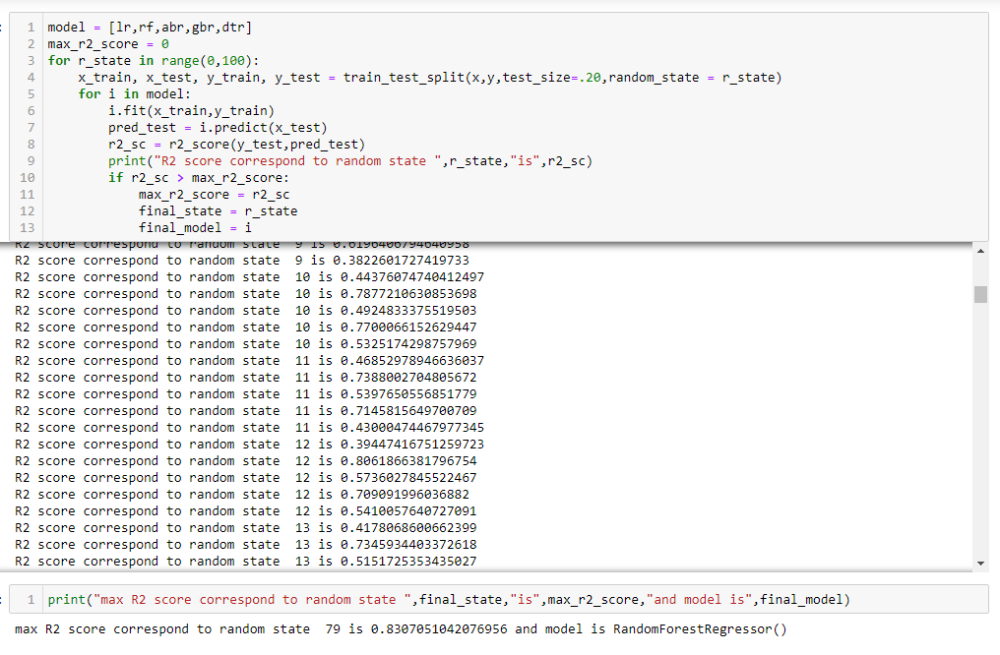 1 model = [lr,rf,abr,gbr,dtr]
2 max_r2_score = 0
3 for r_state in range(0,100):
4     x_train, x_test, y_train, y_test = train_test_split(x,y,test_size=.20,random_state = r_state)
5     for i in model:
6         i.fit(x_train,y_train)
7         pred_test = i.predict(x_test)
8         r2_sc = r2_score(y_test,pred_test)
9         print("R2 score correspond to random state ",r_state,"is",r2_sc)
10         if r2_sc > max_r2_score:
11             max_r2_score = r2_sc
12             final_state = r_state
13             final_model = i
R2 score correspond to random state  9 is 0.6196406794640958
R2 score correspond to random state  9 is 0.3822601727419733
R2 score correspond to random state  10 is 0.44376074740412497
R2 score correspond to random state  10 is 0.7877210630853698
R2 score correspond to random state  10 is 0.4924833375519503
R2 score correspond to random state  10 is 0.7700066152629447
R2 score correspond to random state  10 is 0.5325174298757969
R2 score correspond to random state  11 is 0.46852978946636037
R2 score correspond to random state  11 is 0.7388002704805672
R2 score correspond to random state  11 is 0.5397650556851779
R2 score correspond to random state  11 is 0.7145815649700709
R2 score correspond to random state  11 is 0.43000474467977345
R2 score correspond to random state  12 is 0.39447416751259723
R2 score correspond to random state  12 is 0.8061866381796754
R2 score correspond to random state  12 is 0.5736027845522467
R2 score correspond to random state  12 is 0.709091996036882
R2 score correspond to random state  12 is 0.5410057640727091
R2 score correspond to random state  13 is 0.4178068600662399
R2 score correspond to random state  13 is 0.7345934403372618
R2 score correspond to random state  13 is 0.5151725353435027
1 print("max R2 score correspond to random state ",final_state,"is",max_r2_score,"and model is",final_model)
max R2 score correspond to random state  79 is 0.8307051042076956 and model is RandomForestRegressor()